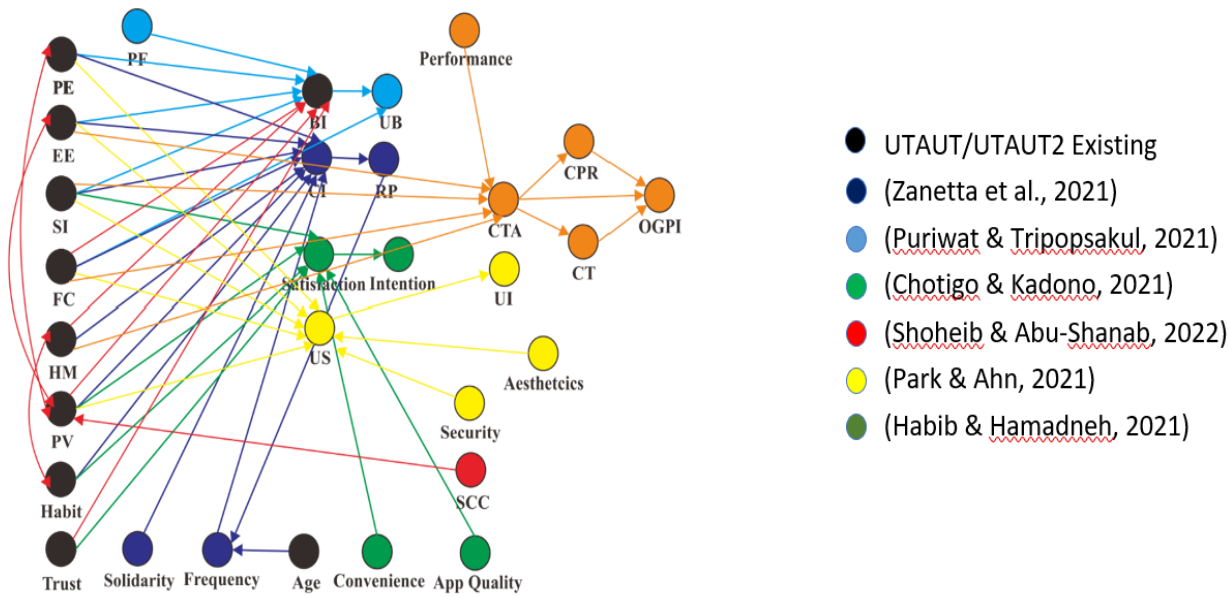 PF
Performance
PE
BI
UB
EE
CPR
CI
RP
SI
CTA
OGPI
CT
FC
Satisfaction
Intention
UI
HM
US
Aesthetcics
PV
Security
Habit
SCC
Trust
Solidarity
Frequency
Age
Convenience
App Quality
UTAUT/UTAUT2 Existing
(Zanetta et al., 2021)
(Puriwat & Tripopsakul, 2021)
(Chotigo & Kadono, 2021)
(Shoheib & Abu-Shanab, 2022)
(Park & Ahn, 2021)
(Habib & Hamadneh, 2021)